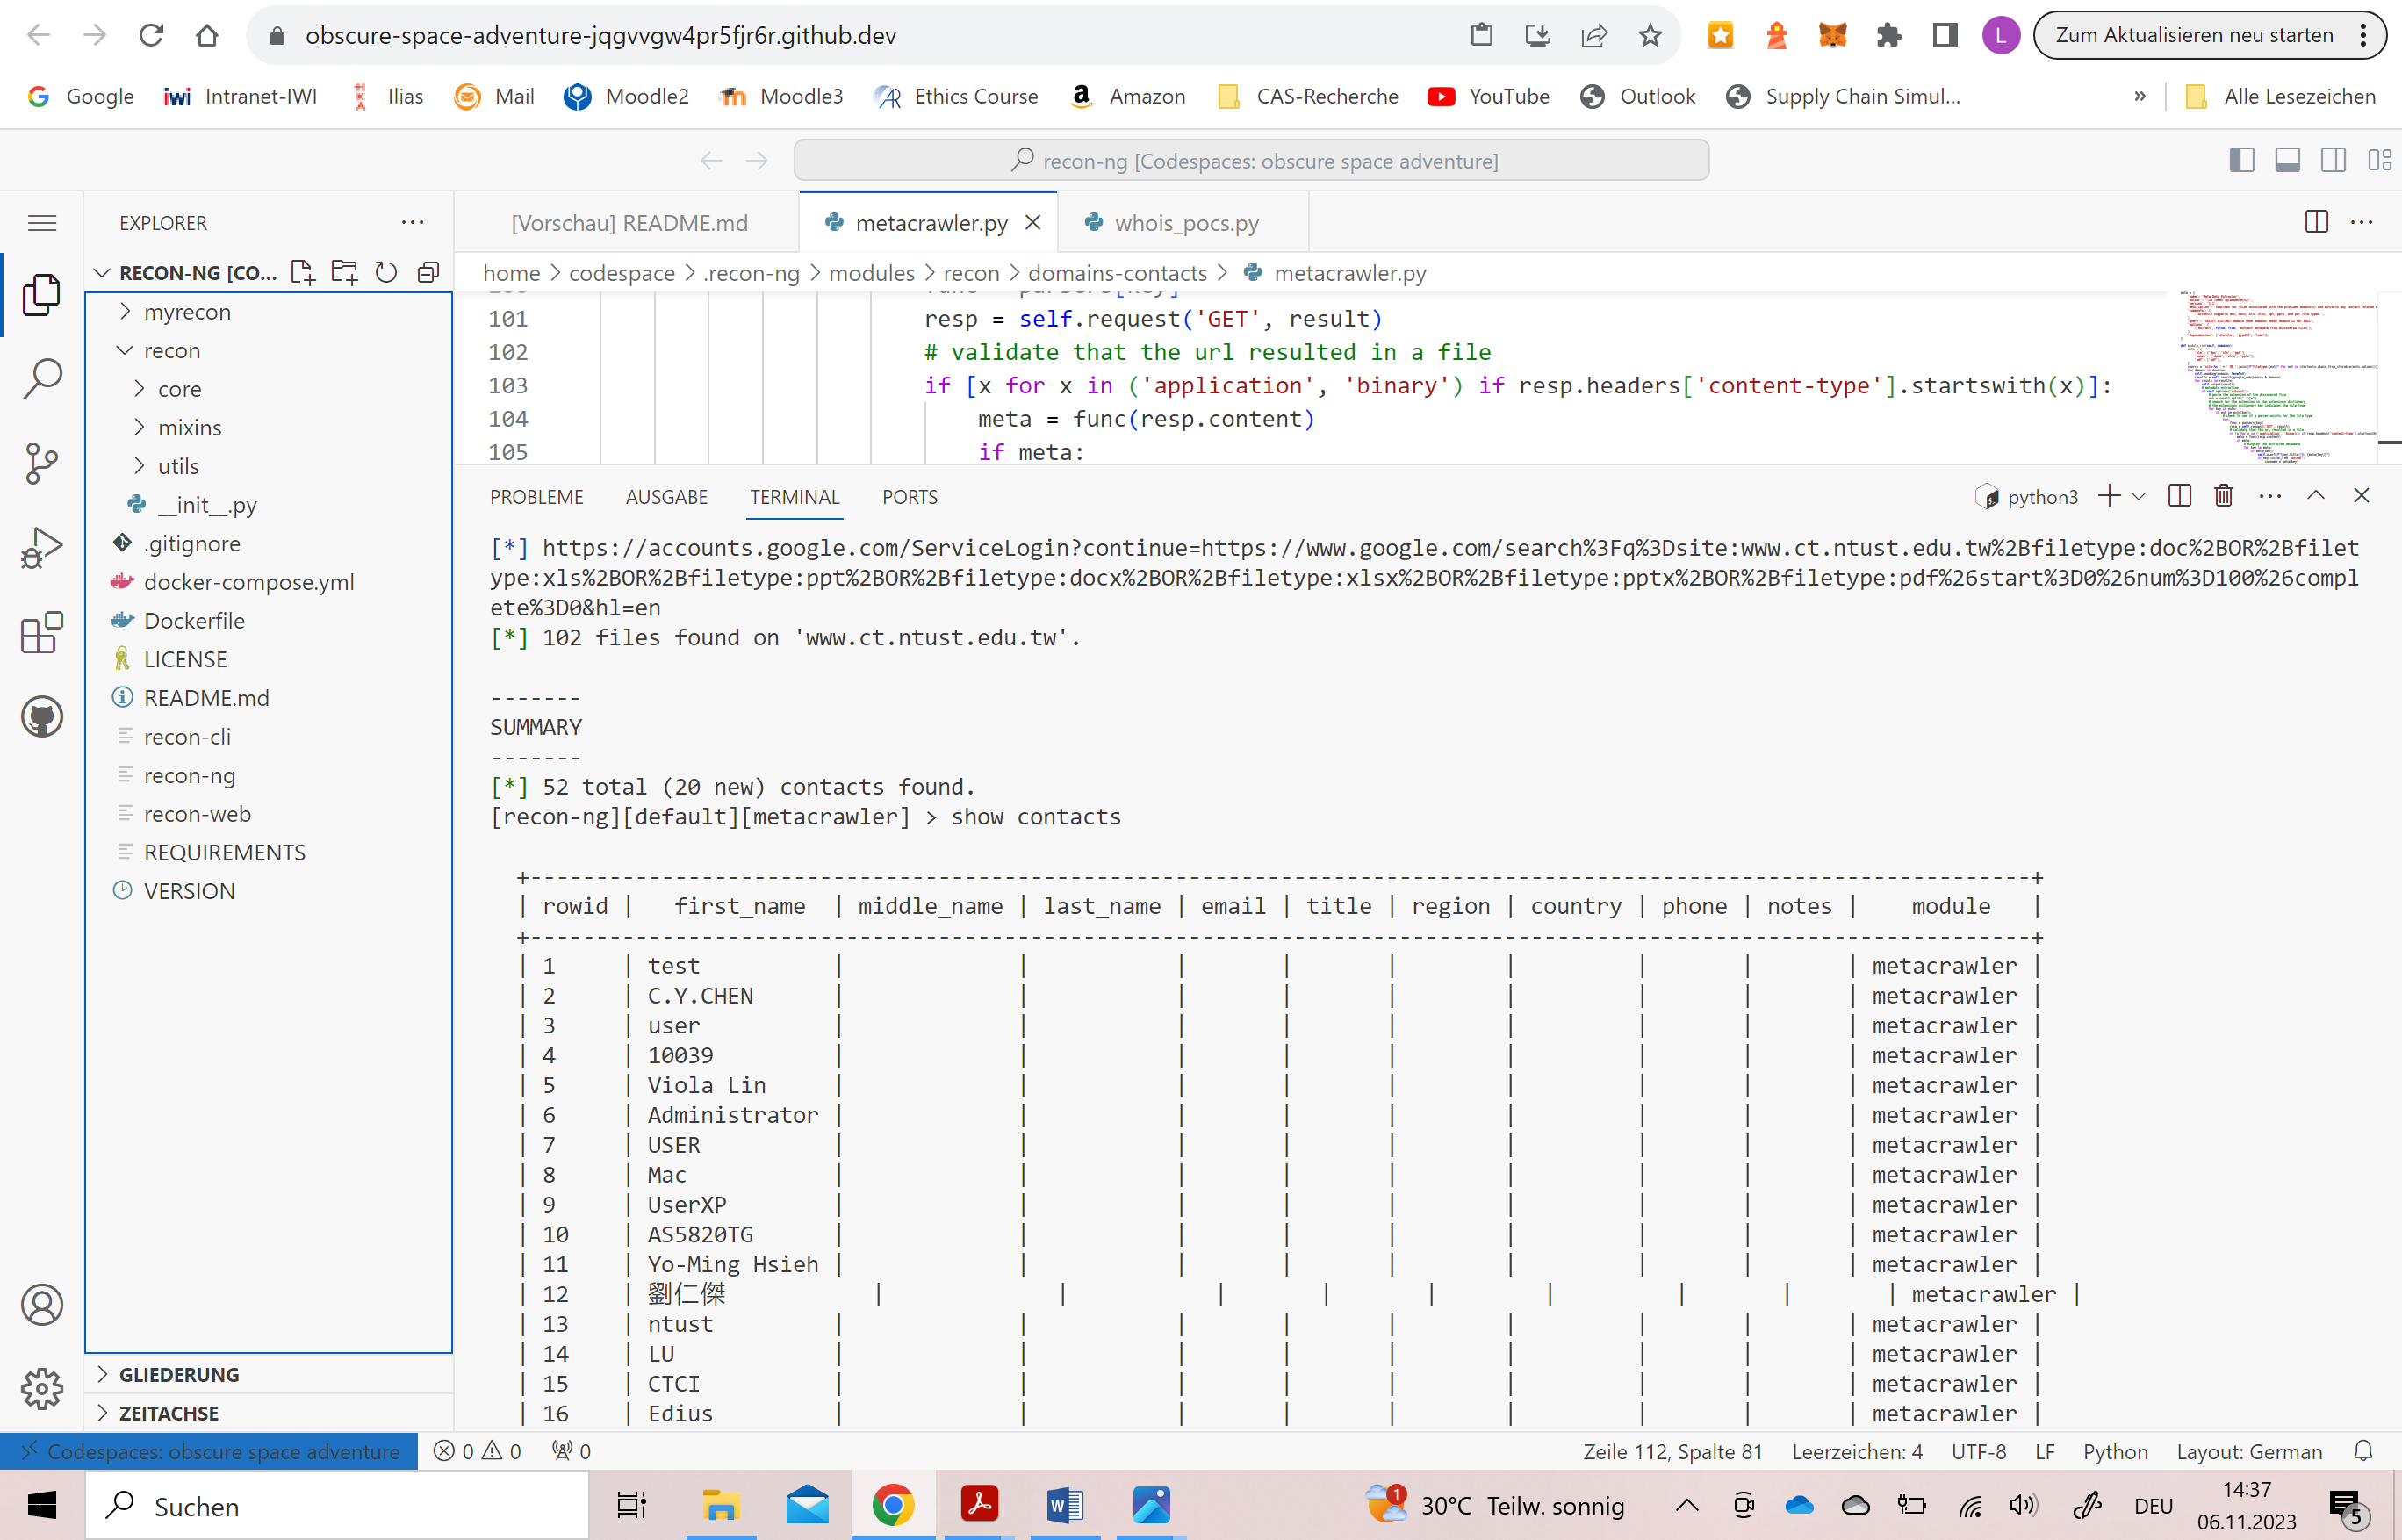 obscure-space-adventure-jqgvvgw4pr5fjr6r.github.dev
L
Zum Aktualisieren neu starten
Google
Intranet-IWI
Ilias
Mail
Moodle2
Moodle3
Ethics Course
Amazon
CAS-Recherche
YouTube
Outlook
Supply Chain Simul...
»
Alle Lesezeichen
recon-ng [Codespaces: obscure space adventure]
EXPLORER
RECON-NG [CO...
myrecon
recon
core
mixins
utils
__init__.py
.gitignore
docker-compose.yml
Dockerfile
LICENSE
README.md
recon-cli
recon-ng
recon-web
REQUIREMENTS
VERSION
GLIEDERUNG
ZEITACHSE
[Vorschau] README.md
metacrawler.py
whois_pocs.py
home > codespace > .recon-ng > modules > recon > domains-contacts > metacrawler.py
101 resp = self.request('GET', result)
102 # validate that the url resulted in a file
103 if [x for x in ('application', 'binary') if resp.headers['content-type'].startswith(x)]:
104 meta = func(resp.content)
105 if meta:
PROBLEME
AUSGABE
TERMINAL
PORTS
python3
[*] https://accounts.google.com/ServiceLogin?continue=https://www.google.com/search%3Fq%3Dsite:www.ct.ntust.edu.tw%2Bfiletype:doc%2BOR%2Bfilet
ype:xls%2BOR%2Bfiletype:ppt%2BOR%2Bfiletype:docx%2BOR%2Bfiletype:xlsx%2BOR%2Bfiletype:pptx%2BOR%2Bfiletype:pdf%26start%3D0%26num%3D100%26compl
ete%3D0&hl=en
[*] 102 files found on 'www.ct.ntust.edu.tw'.
-------
SUMMARY
-------
[*] 52 total (20 new) contacts found.
[recon-ng][default][metacrawler] > show contacts
| rowid | first_name | middle_name | last_name | email | title | region | country | phone | notes | module |
| 1 | test | | | | | | | | | metacrawler |
| 2 | C.Y.CHEN | | | | | | | | | metacrawler |
| 3 | user | | | | | | | | | metacrawler |
| 4 | 10039 | | | | | | | | | metacrawler |
| 5 | Viola Lin | | | | | | | | | metacrawler |
| 6 | Administrator | | | | | | | | | metacrawler |
| 7 | USER | | | | | | | | | metacrawler |
| 8 | Mac | | | | | | | | | metacrawler |
| 9 | UserXP | | | | | | | | | metacrawler |
| 10 | AS5820TG | | | | | | | | | metacrawler |
| 11 | Yo-Ming Hsieh | | | | | | | | | metacrawler |
| 12 | 劉仁傑 | | | | | | | | | metacrawler |
| 13 | ntust | | | | | | | | | metacrawler |
| 14 | LU | | | | | | | | | metacrawler |
| 15 | CTCI | | | | | | | | | metacrawler |
| 16 | Edius | | | | | | | | | metacrawler |
Codespaces: obscure space adventure
0
0
0
Zeile 112, Spalte 81
Leerzeichen: 4
UTF-8
LF
Python
Layout: German
Suchen
1
30°C Teilw. sonnig
DEU
14:37
06.11.2023
5